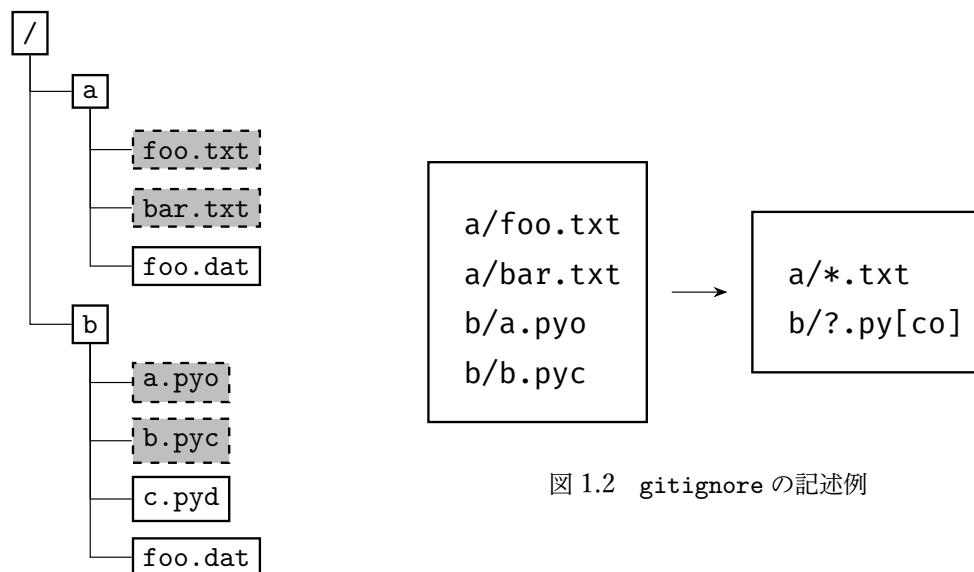 /
a
foo.txt
bar.txt
foo.dat
b
a.pyo
b.pyc
c.pyd
foo.dat
a/foo.txt
a/bar.txt
b/a.pyo
b/b.pyc
a/*.txt
b/?.py[co]
図 1.2 gitignore の記述例